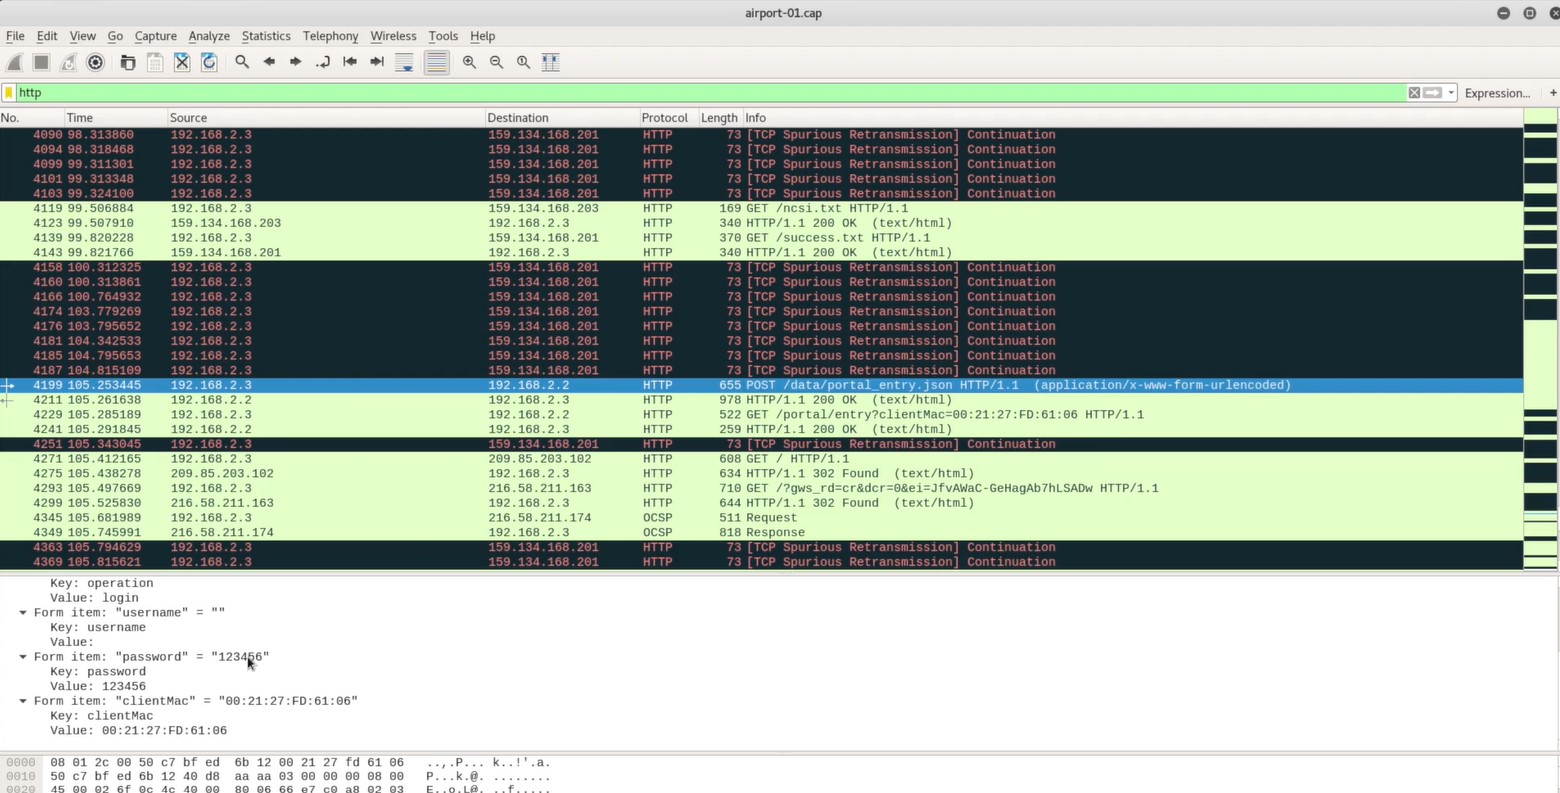 airport-01.cap
File Edit View Go Capture Analyze Statistics Telephony Wireless Tools Help
http Expression... +
No. Time Source Destination Protocol Length Info
4090 98.313860 192.168.2.3 159.134.168.201 HTTP 73 [TCP Spurious Retransmission] Continuation
4094 98.318468 192.168.2.3 159.134.168.201 HTTP 73 [TCP Spurious Retransmission] Continuation
4099 99.311301 192.168.2.3 159.134.168.201 HTTP 73 [TCP Spurious Retransmission] Continuation
4101 99.313348 192.168.2.3 159.134.168.201 HTTP 73 [TCP Spurious Retransmission] Continuation
4103 99.324100 192.168.2.3 159.134.168.201 HTTP 73 [TCP Spurious Retransmission] Continuation
4119 99.506884 192.168.2.3 159.134.168.203 HTTP 169 GET /ncsi.txt HTTP/1.1
4123 99.507910 159.134.168.203 192.168.2.3 HTTP 340 HTTP/1.1 200 OK (text/html)
4139 99.820228 192.168.2.3 159.134.168.201 HTTP 370 GET /success.txt HTTP/1.1
4143 99.821766 159.134.168.201 192.168.2.3 HTTP 340 HTTP/1.1 200 OK (text/html)
4158 100.312325 192.168.2.3 159.134.168.201 HTTP 73 [TCP Spurious Retransmission] Continuation
4160 100.313861 192.168.2.3 159.134.168.201 HTTP 73 [TCP Spurious Retransmission] Continuation
4166 100.764932 192.168.2.3 159.134.168.201 HTTP 73 [TCP Spurious Retransmission] Continuation
4174 103.779269 192.168.2.3 159.134.168.201 HTTP 73 [TCP Spurious Retransmission] Continuation
4176 103.795652 192.168.2.3 159.134.168.201 HTTP 73 [TCP Spurious Retransmission] Continuation
4181 104.342533 192.168.2.3 159.134.168.201 HTTP 73 [TCP Spurious Retransmission] Continuation
4185 104.795653 192.168.2.3 159.134.168.201 HTTP 73 [TCP Spurious Retransmission] Continuation
4187 104.815109 192.168.2.3 159.134.168.201 HTTP 73 [TCP Spurious Retransmission] Continuation
4199 105.253445 192.168.2.3 192.168.2.2 HTTP 655 POST /data/portal_entry.json HTTP/1.1 (application/x-www-form-urlencoded)
4211 105.261638 192.168.2.2 192.168.2.3 HTTP 978 HTTP/1.1 200 OK (text/html)
4229 105.285189 192.168.2.3 192.168.2.2 HTTP 522 GET /portal/entry?clientMac=00:21:27:FD:61:06 HTTP/1.1
4241 105.291845 192.168.2.2 192.168.2.3 HTTP 259 HTTP/1.1 200 OK (text/html)
4251 105.343045 192.168.2.3 159.134.168.201 HTTP 73 [TCP Spurious Retransmission] Continuation
4271 105.412165 192.168.2.3 209.85.203.102 HTTP 608 GET / HTTP/1.1
4275 105.438278 209.85.203.102 192.168.2.3 HTTP 634 HTTP/1.1 302 Found (text/html)
4293 105.497669 192.168.2.3 216.58.211.163 HTTP 710 GET /?gws_rd=cr&dcr=0&ei=JfvAWaC-GeHagAb7hLSADw HTTP/1.1
4299 105.525830 216.58.211.163 192.168.2.3 HTTP 644 HTTP/1.1 302 Found (text/html)
4345 105.681989 192.168.2.3 216.58.211.174 OCSP 511 Request
4349 105.745991 216.58.211.174 192.168.2.3 OCSP 818 Response
4363 105.794629 192.168.2.3 159.134.168.201 HTTP 73 [TCP Spurious Retransmission] Continuation
4369 105.815621 192.168.2.3 159.134.168.201 HTTP 73 [TCP Spurious Retransmission] Continuation
Key: operation
Value: login
Form item: "username" = ""
Key: username
Value:
Form item: "password" = "123456"
Key: password
Value: 123456
Form item: "clientMac" = "00:21:27:FD:61:06"
Key: clientMac
Value: 00:21:27:FD:61:06
0000 08 01 2c 00 50 c7 bf ed 6b 12 00 21 27 fd 61 06 ..,.P... k..!'.a.
0010 50 c7 bf ed 6b 12 40 d8 aa aa 03 00 00 00 08 00 P...k.@. ........
0020 45 00 02 6f 0c 4c 40 00 80 06 66 e7 c0 a8 02 03 E..o.L@. ..f.....